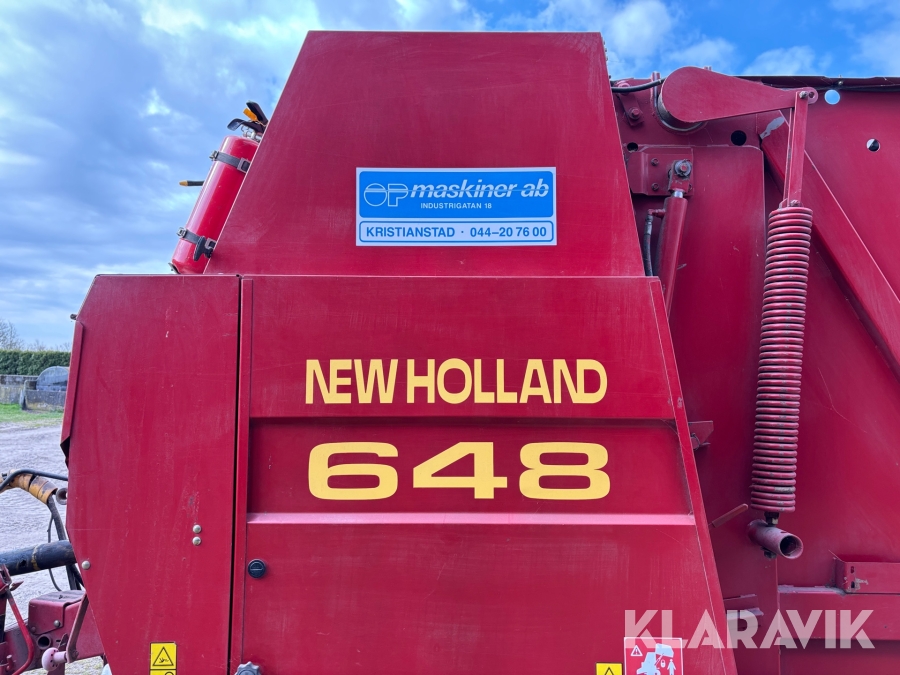 OP maskiner ab
INDUSTRIGATAN 18
KRISTIANSTAD · 044–20 76 00
NEW HOLLAND
648
KLARAVIK